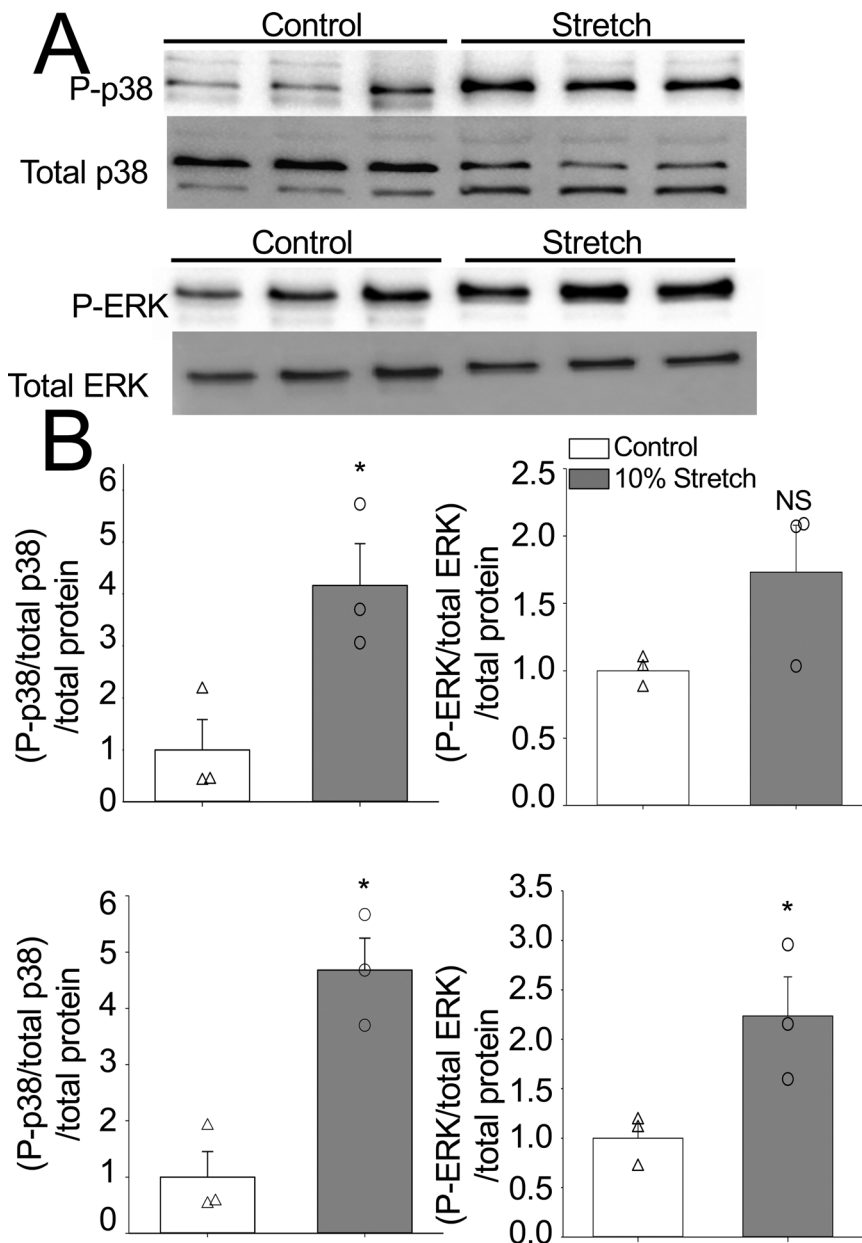 A
Control Stretch
P-p38
Total p38
Control Stretch
P-ERK
Total ERK
B
Control
10% Stretch
(P-p38/total p38)
/total protein
6
5
4
3
2
1
0
*
(P-ERK/total ERK)
/total protein
2.5
2.0
1.5
1.0
0.5
0.0
NS
(P-p38/total p38)
/total protein
6
5
4
3
2
1
0
*
(P-ERK/total ERK)
/total protein
3.5
3.0
2.5
2.0
1.5
1.0
0.5
0.0
*